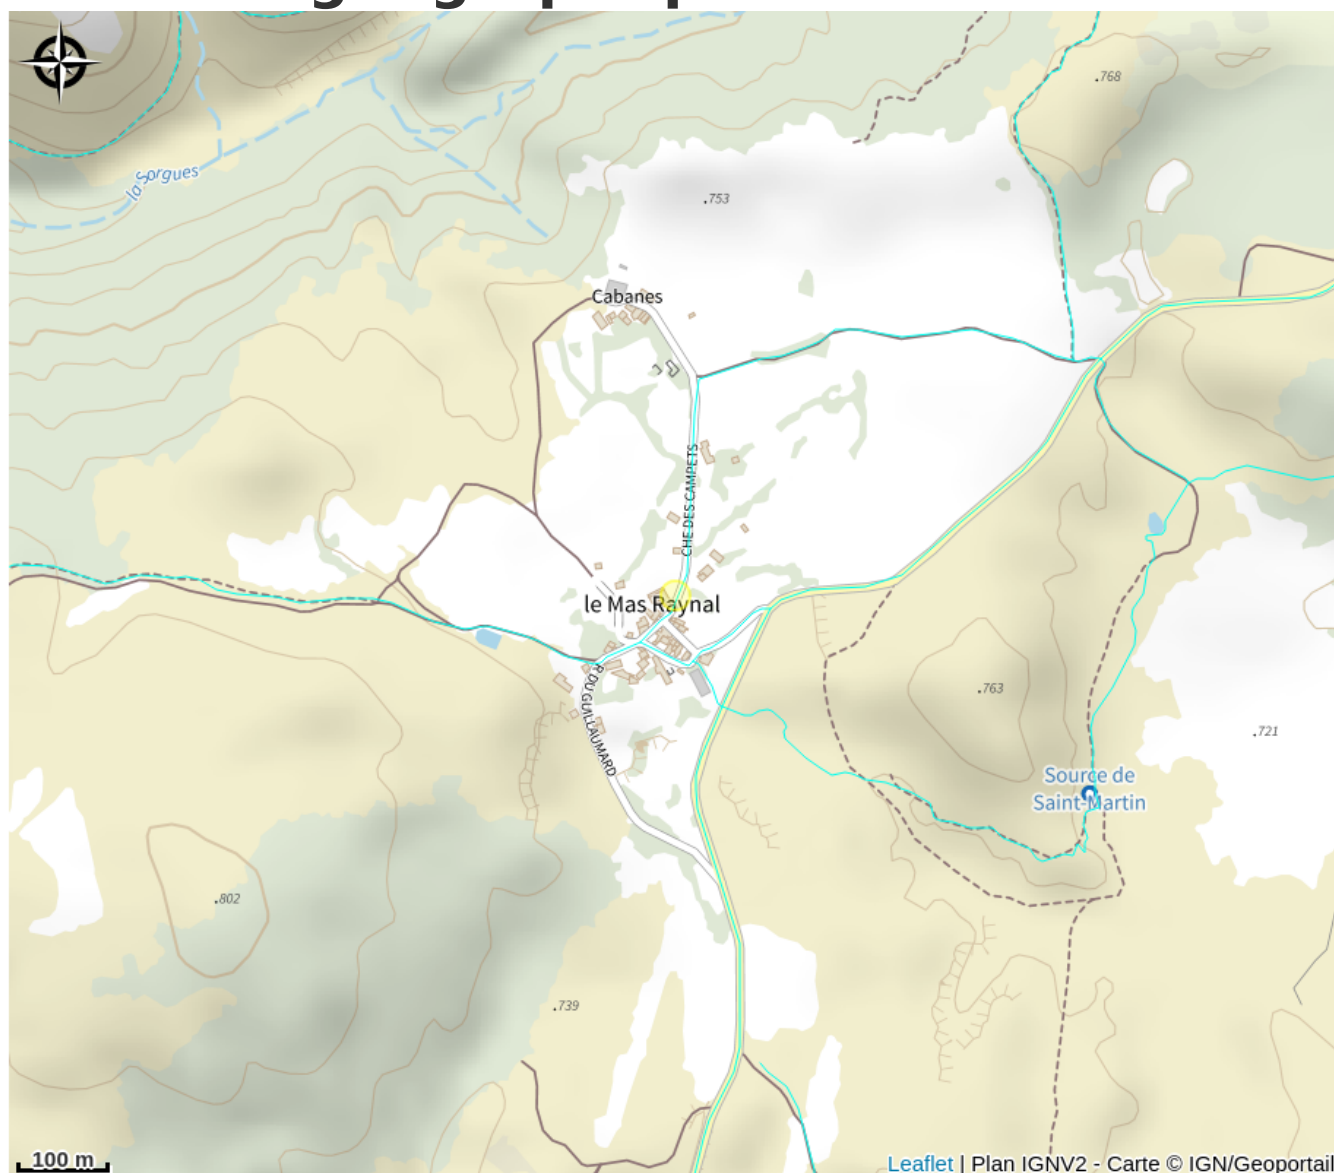 .768
la Sorgues
.753
Cabanes
CHE DES CAMPETS
le Mas Raynal
R DU GUILLAUMARD
.763
.721
Source de
Saint-Martin
.802
.739
100 m
Leaflet | Plan IGNV2 - Carte © IGN/Geoportail